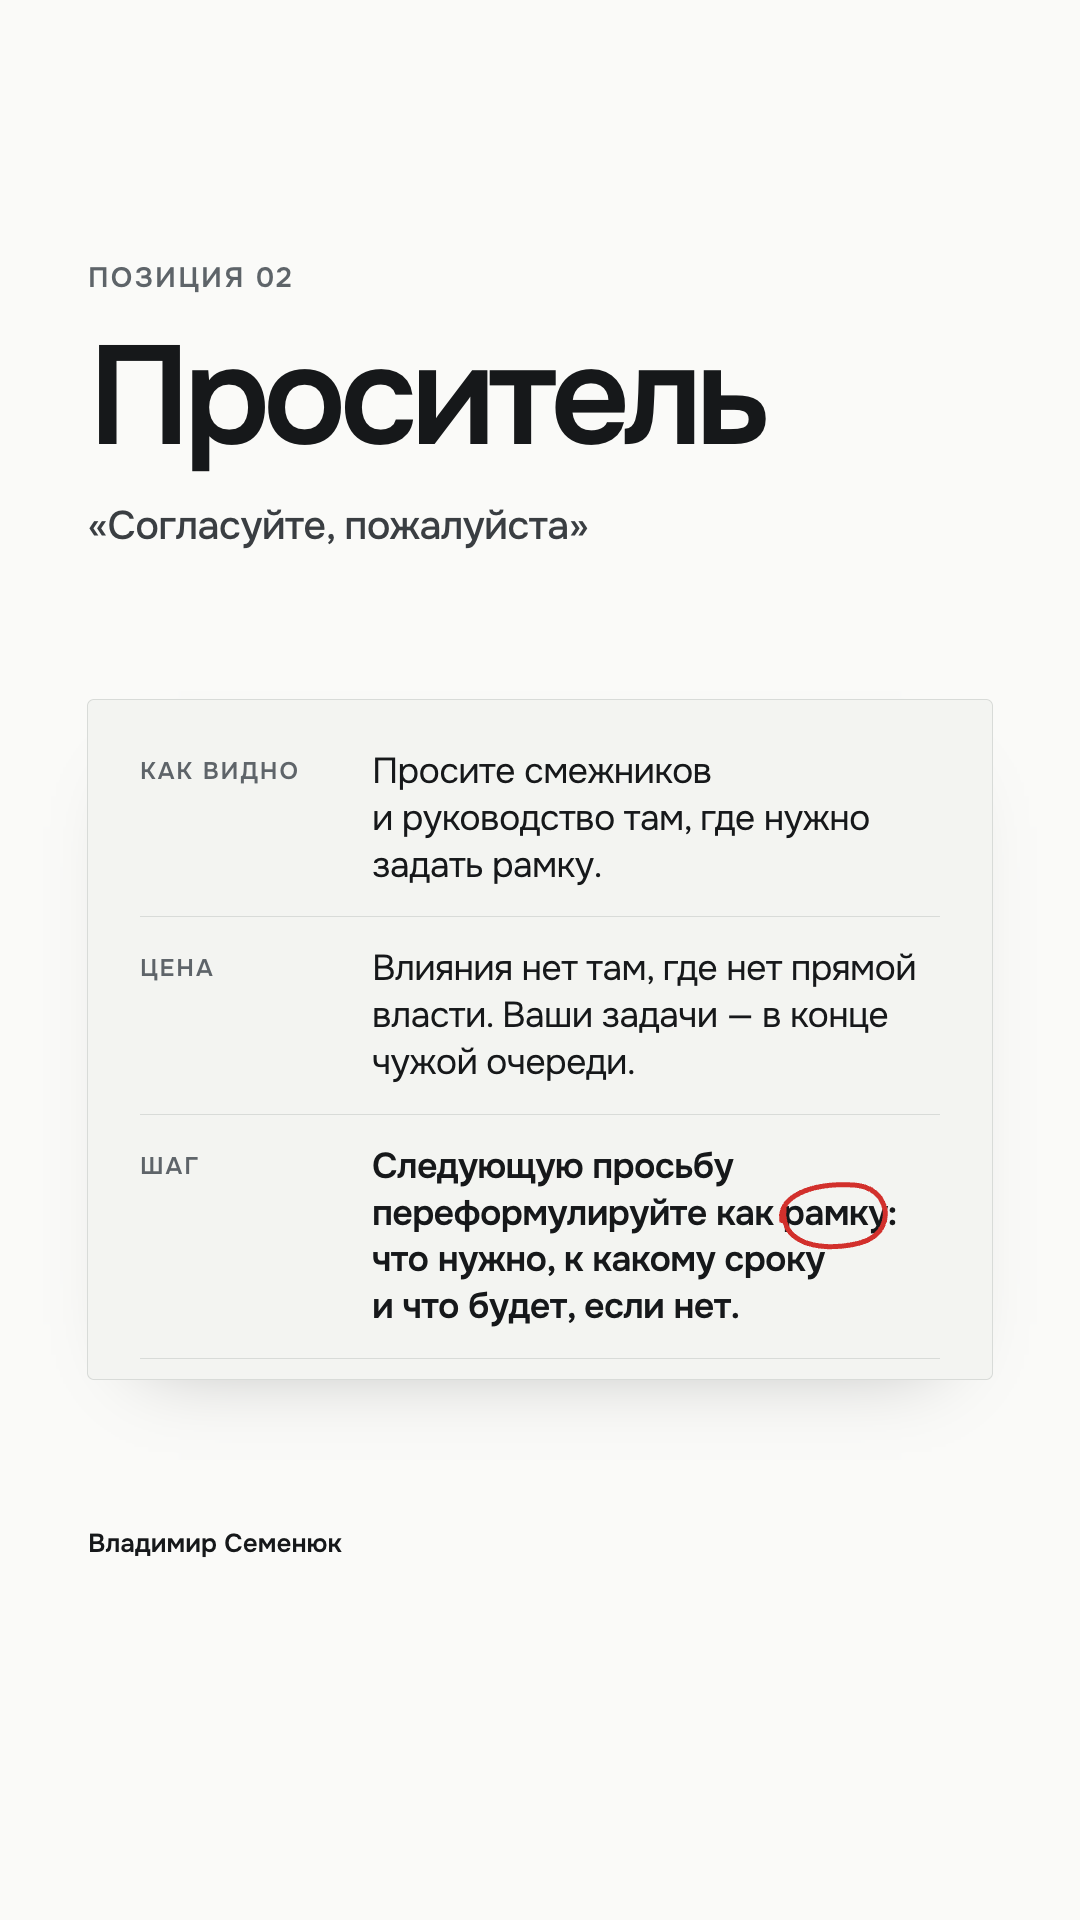 ПОЗИЦИЯ 02
Проситель
«Согласуйте, пожалуйста»
КАК ВИДНО
Просите смежников
и руководство там, где нужно
задать рамку.
ЦЕНА
Влияния нет там, где нет прямой
власти. Ваши задачи — в конце
чужой очереди.
ШАГ
Следующую просьбу
переформулируйте как рамку:
что нужно, к какому сроку
и что будет, если нет.
Владимир Семенюк